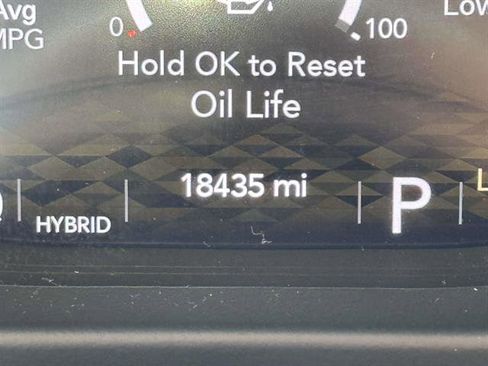 Avg
MPG
0
100
Low
Hold OK to Reset
Oil Life
18435 mi
HYBRID
P
L